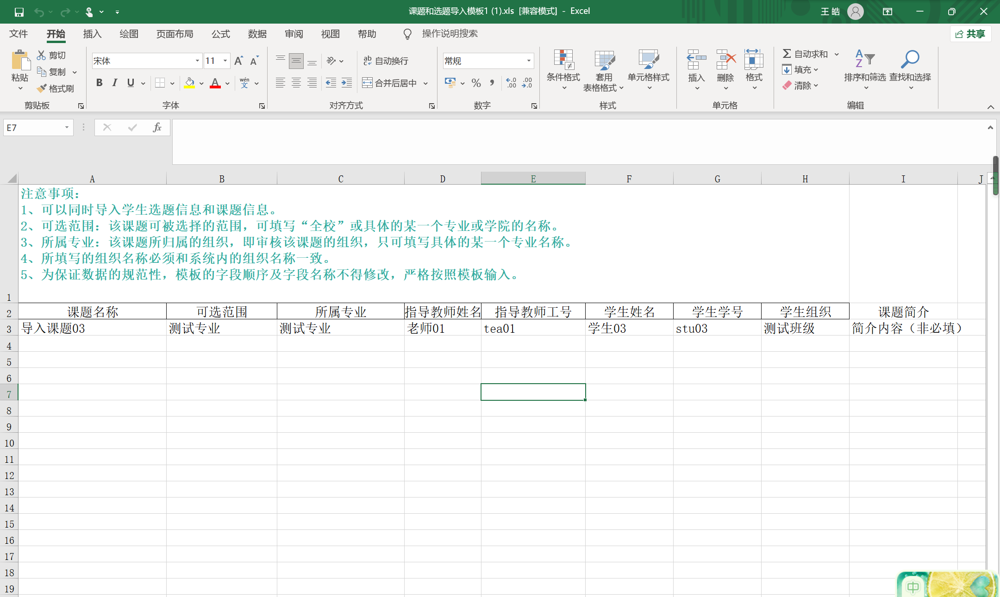 课题和选题导入模板1 (1).xls [兼容模式] - Excel
王 皓
文件 开始 插入 绘图 页面布局 公式 数据 审阅 视图 帮助 操作说明搜索 共享
粘贴 剪切 复制 格式刷
剪贴板
宋体 11
B I U A wén 文
字体
ab 自动换行
合并后居中
对齐方式
常规
% , .0 .00 .00 .0
数字
条件格式 套用 表格格式 单元格样式
样式
插入 删除 格式
单元格
自动求和
填充
清除
排序和筛选 查找和选择
编辑
E7 fx
A B C D E F G H I J
注意事项：
1、可以同时导入学生选题信息和课题信息。
2、可选范围：该课题可被选择的范围，可填写“全校”或具体的某一个专业或学院的名称。
3、所属专业：该课题所归属的组织，即审核该课题的组织，只可填写具体的某一个专业名称。
4、所填写的组织名称必须和系统内的组织名称一致。
5、为保证数据的规范性，模板的字段顺序及字段名称不得修改，严格按照模板输入。
1
2 课题名称 可选范围 所属专业 指导教师姓名 指导教师工号 学生姓名 学生学号 学生组织 课题简介
3 导入课题03 测试专业 测试专业 老师01 tea01 学生03 stu03 测试班级 简介内容（非必填）
4
5
6
7
8
9
10
11
12
13
14
15
16
17
18
19
中